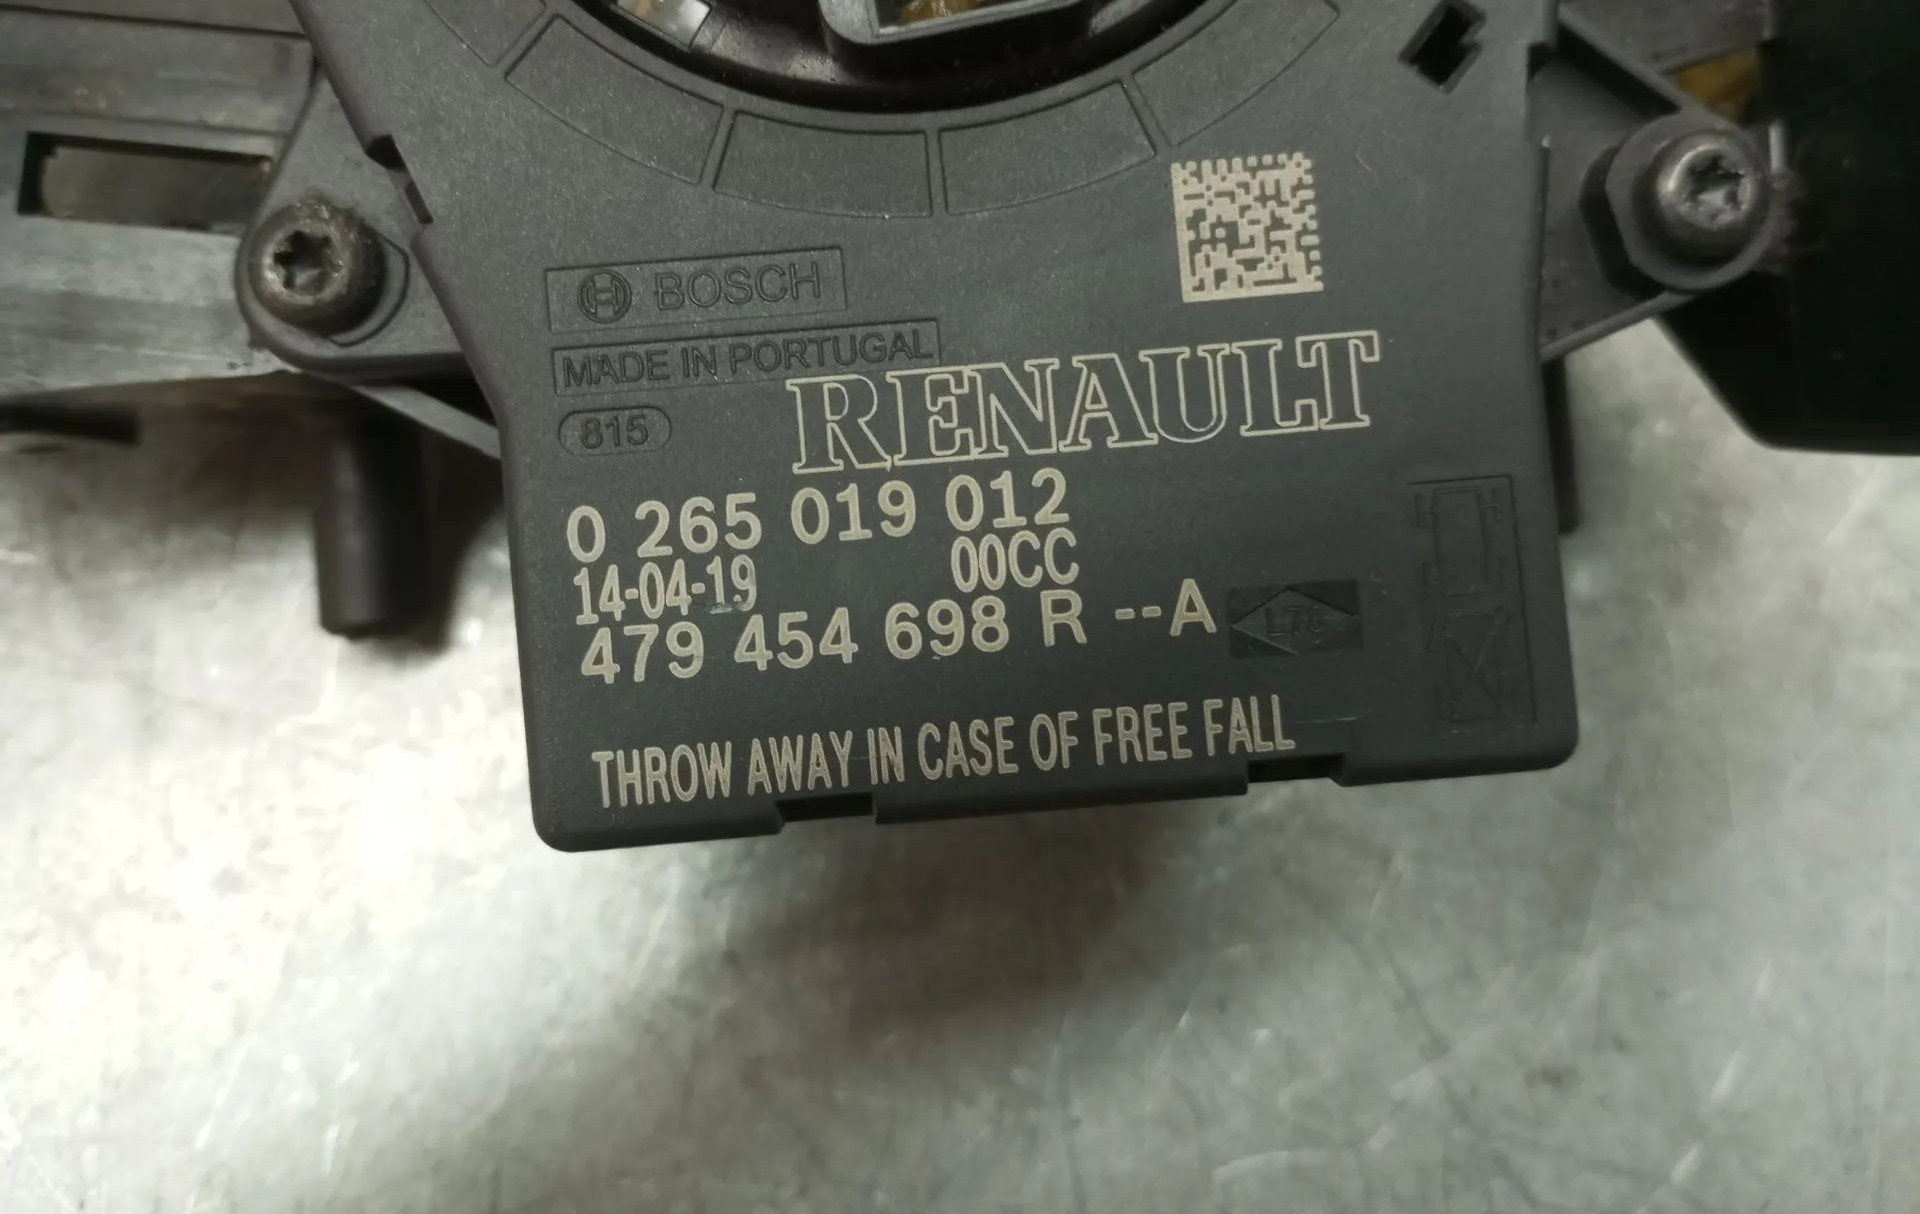 BOSCH
MADE IN PORTUGAL
815
RENAULT
0 265 019 012
14-04-19 00CC
479 454 698 R --A
THROW AWAY IN CASE OF FREE FALL